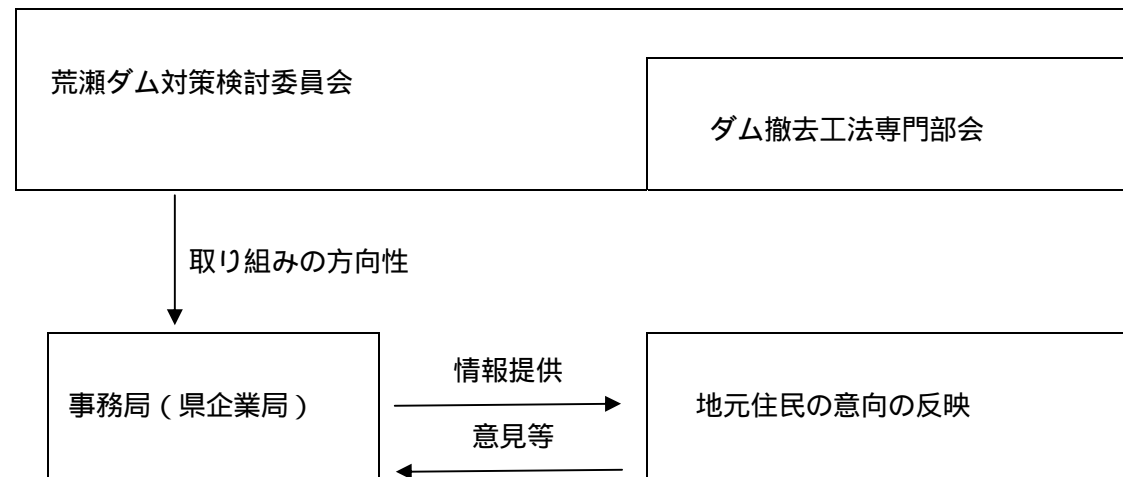 荒瀬ダム対策検討委員会
ダム撤去工法専門部会
取り組みの方向性
情報提供
事務局（県企業局）
地元住民の意向の反映
意見等